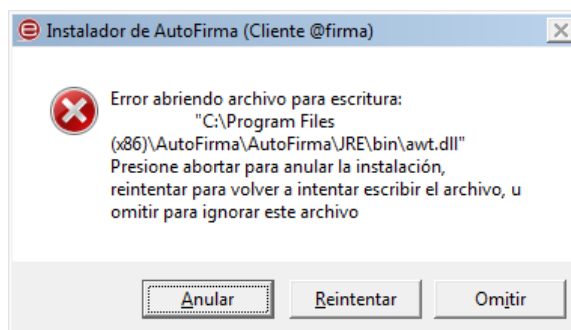 Instalador de AutoFirma (Cliente @firma)
Error abriendo archivo para escritura:
"C:\Program Files
(x86)\AutoFirma\AutoFirma\JRE\bin\awt.dll"
Presione abortar para anular la instalación,
reintentar para volver a intentar escribir el archivo, u
omitir para ignorar este archivo
Anular Reintentar Omitir